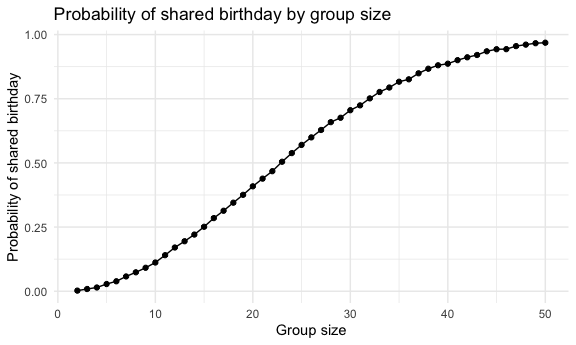 Probability of shared birthday by group size
1.00
0.75
0.50
0.25
0.00
Probability of shared birthday
0 10 20 30 40 50
Group size